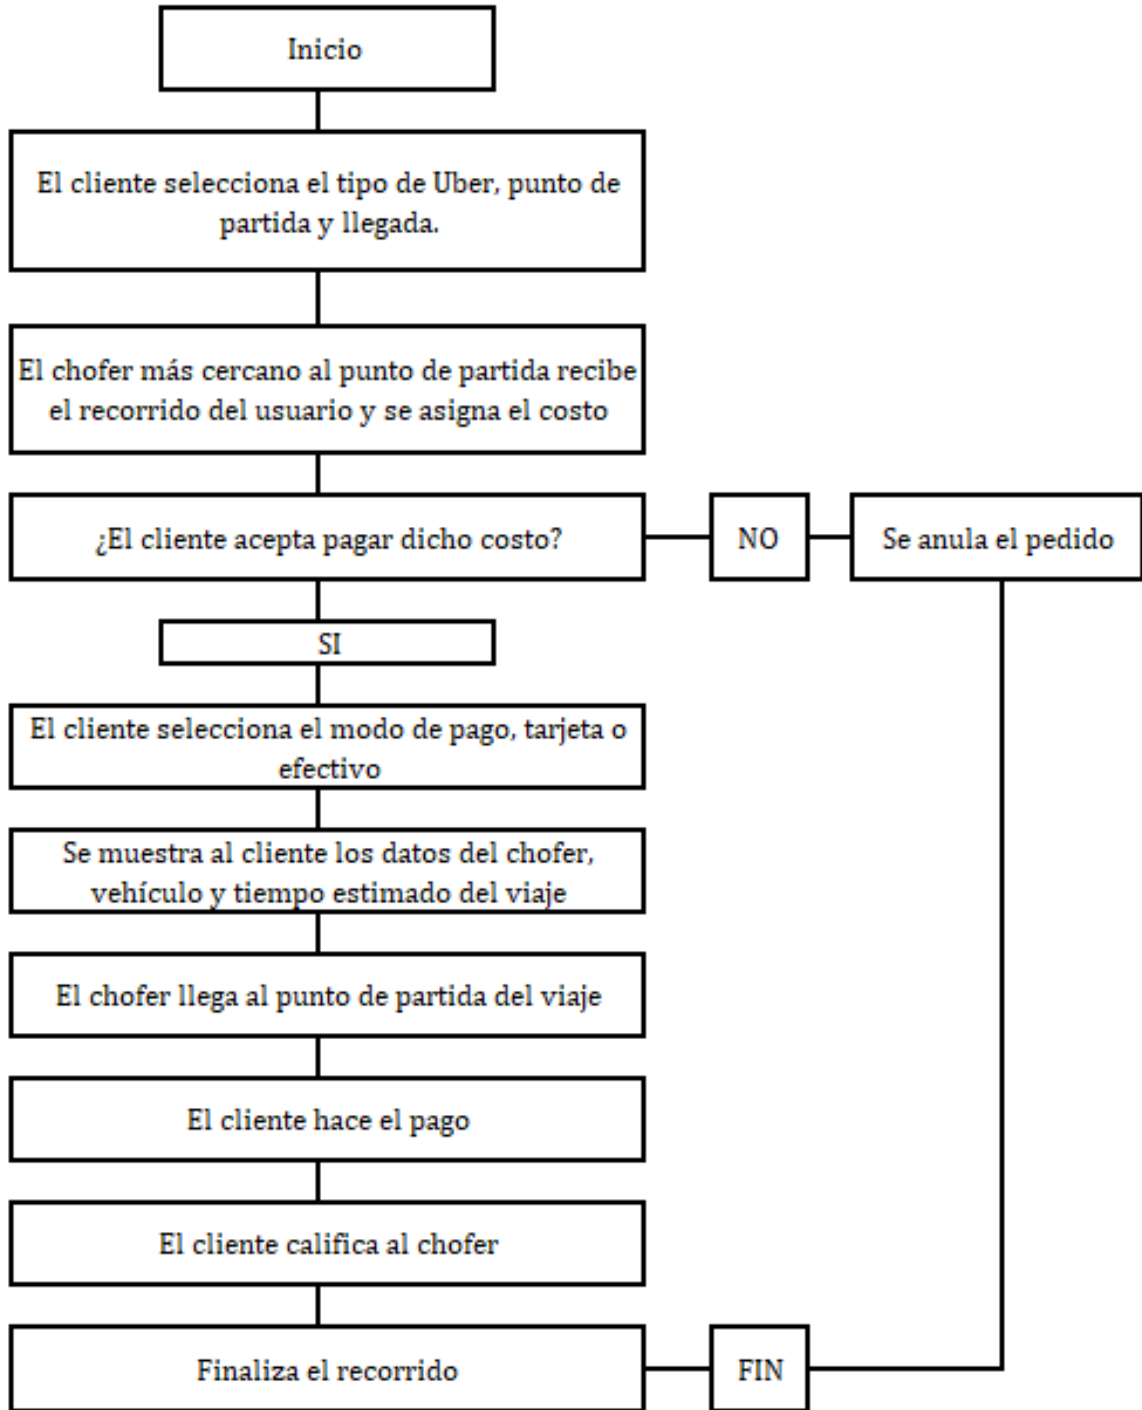 Inicio
El cliente selecciona el tipo de Uber, punto de
partida y llegada.
El chofer más cercano al punto de partida recibe
el recorrido del usuario y se asigna el costo
¿El cliente acepta pagar dicho costo?
NO
Se anula el pedido
SI
El cliente selecciona el modo de pago, tarjeta o
efectivo
Se muestra al cliente los datos del chofer,
vehículo y tiempo estimado del viaje
El chofer llega al punto de partida del viaje
El cliente hace el pago
El cliente califica al chofer
Finaliza el recorrido
FIN